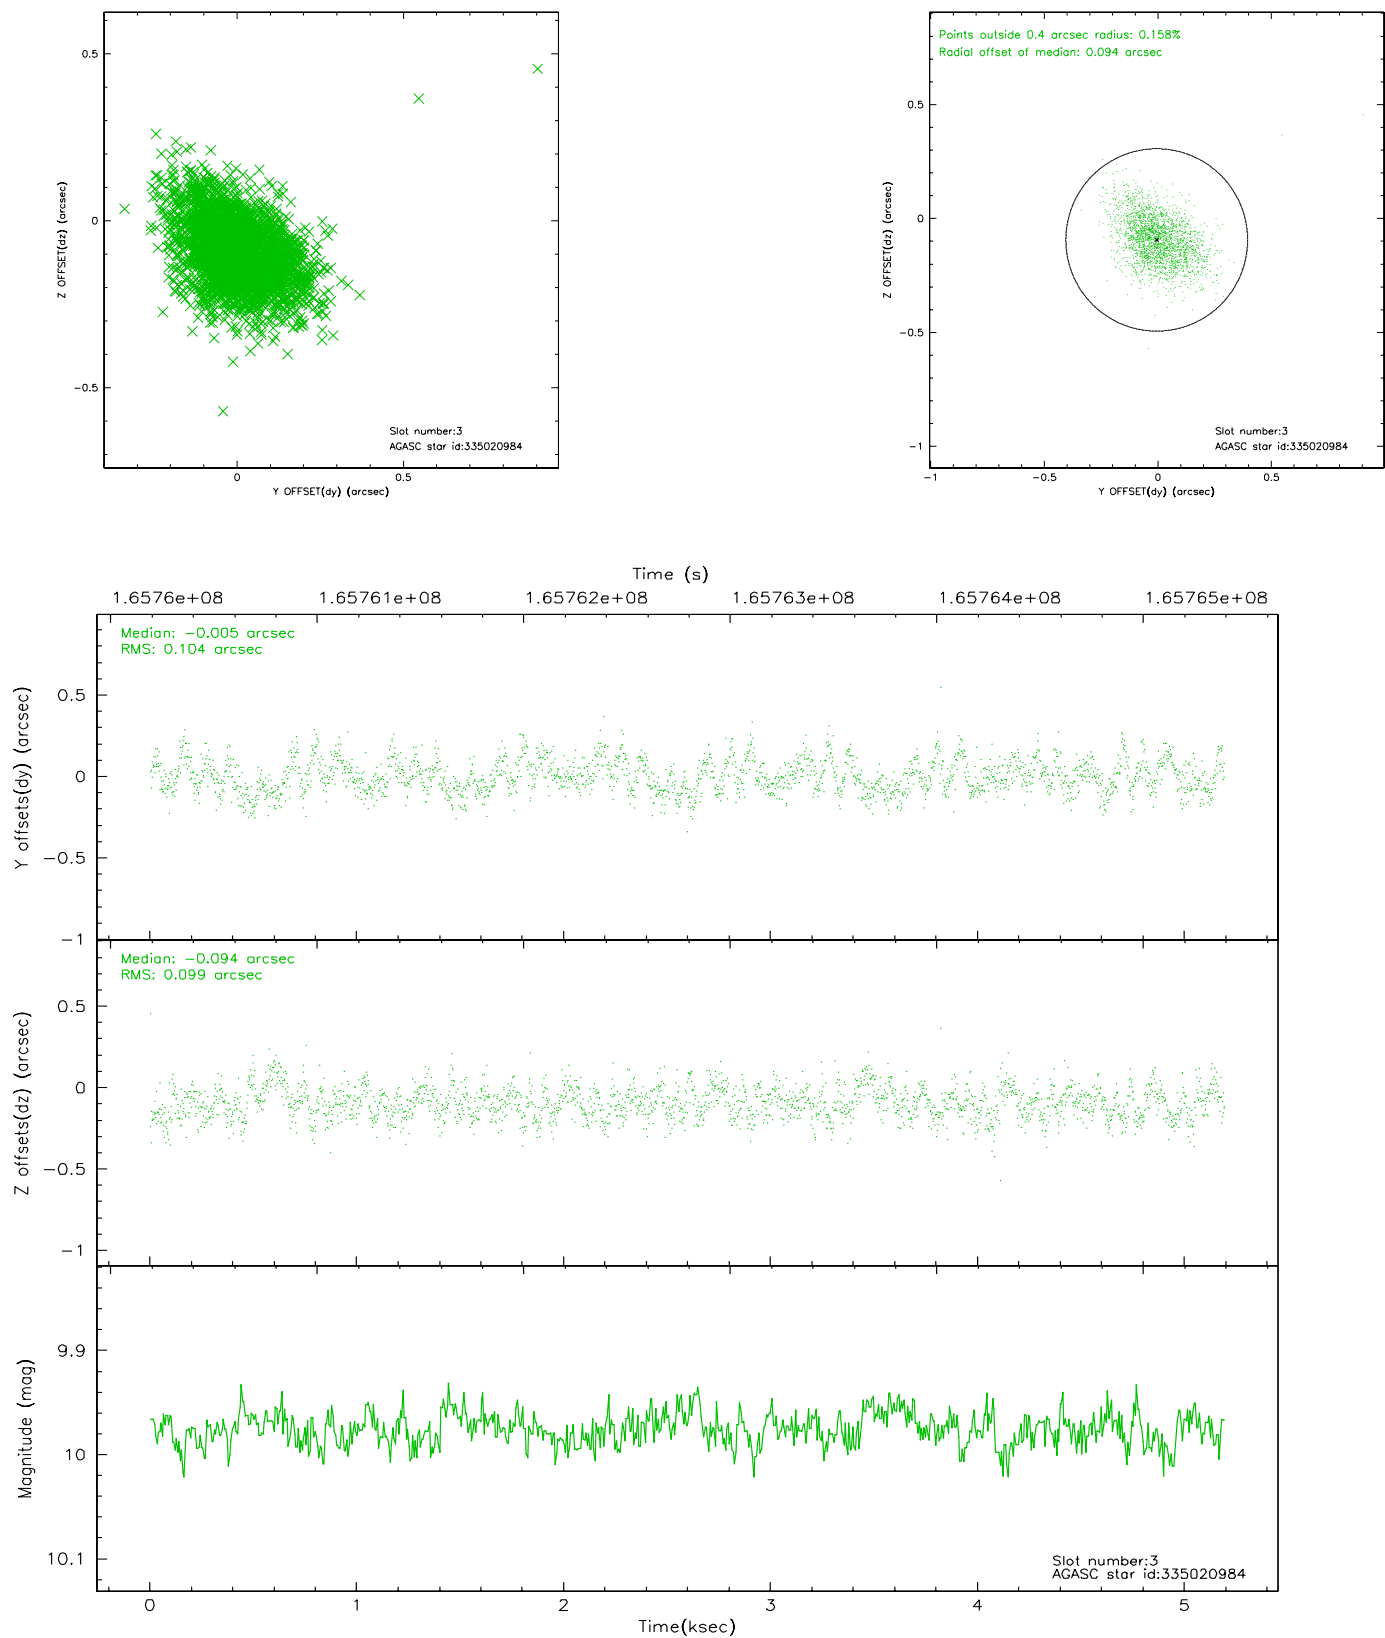 0.5
0
−0.5
Z OFFSET(dz) (arcsec)
Slot number:3
AGASC star id:335020984
0
0.5
Y OFFSET(dy) (arcsec)
Points outside 0.4 arcsec radius: 0.158%
Radial offset of median: 0.094 arcsec
0.5
0
−0.5
−1
Z OFFSET(dz) (arcsec)
Slot number:3
AGASC star id:335020984
−1
−0.5
0
0.5
Y OFFSET(dy) (arcsec)
Time (s)
1.6576e+08
1.65761e+08
1.65762e+08
1.65763e+08
1.65764e+08
1.65765e+08
Median: −0.005 arcsec
RMS: 0.104 arcsec
0.5
0
−0.5
−1
Y offsets(dy) (arcsec)
Median: −0.094 arcsec
RMS: 0.099 arcsec
0.5
0
−0.5
−1
Z offsets(dz) (arcsec)
9.9
10
10.1
Magnitude (mag)
Slot number:3
AGASC star id:335020984
0
1
2
3
4
5
Time(ksec)